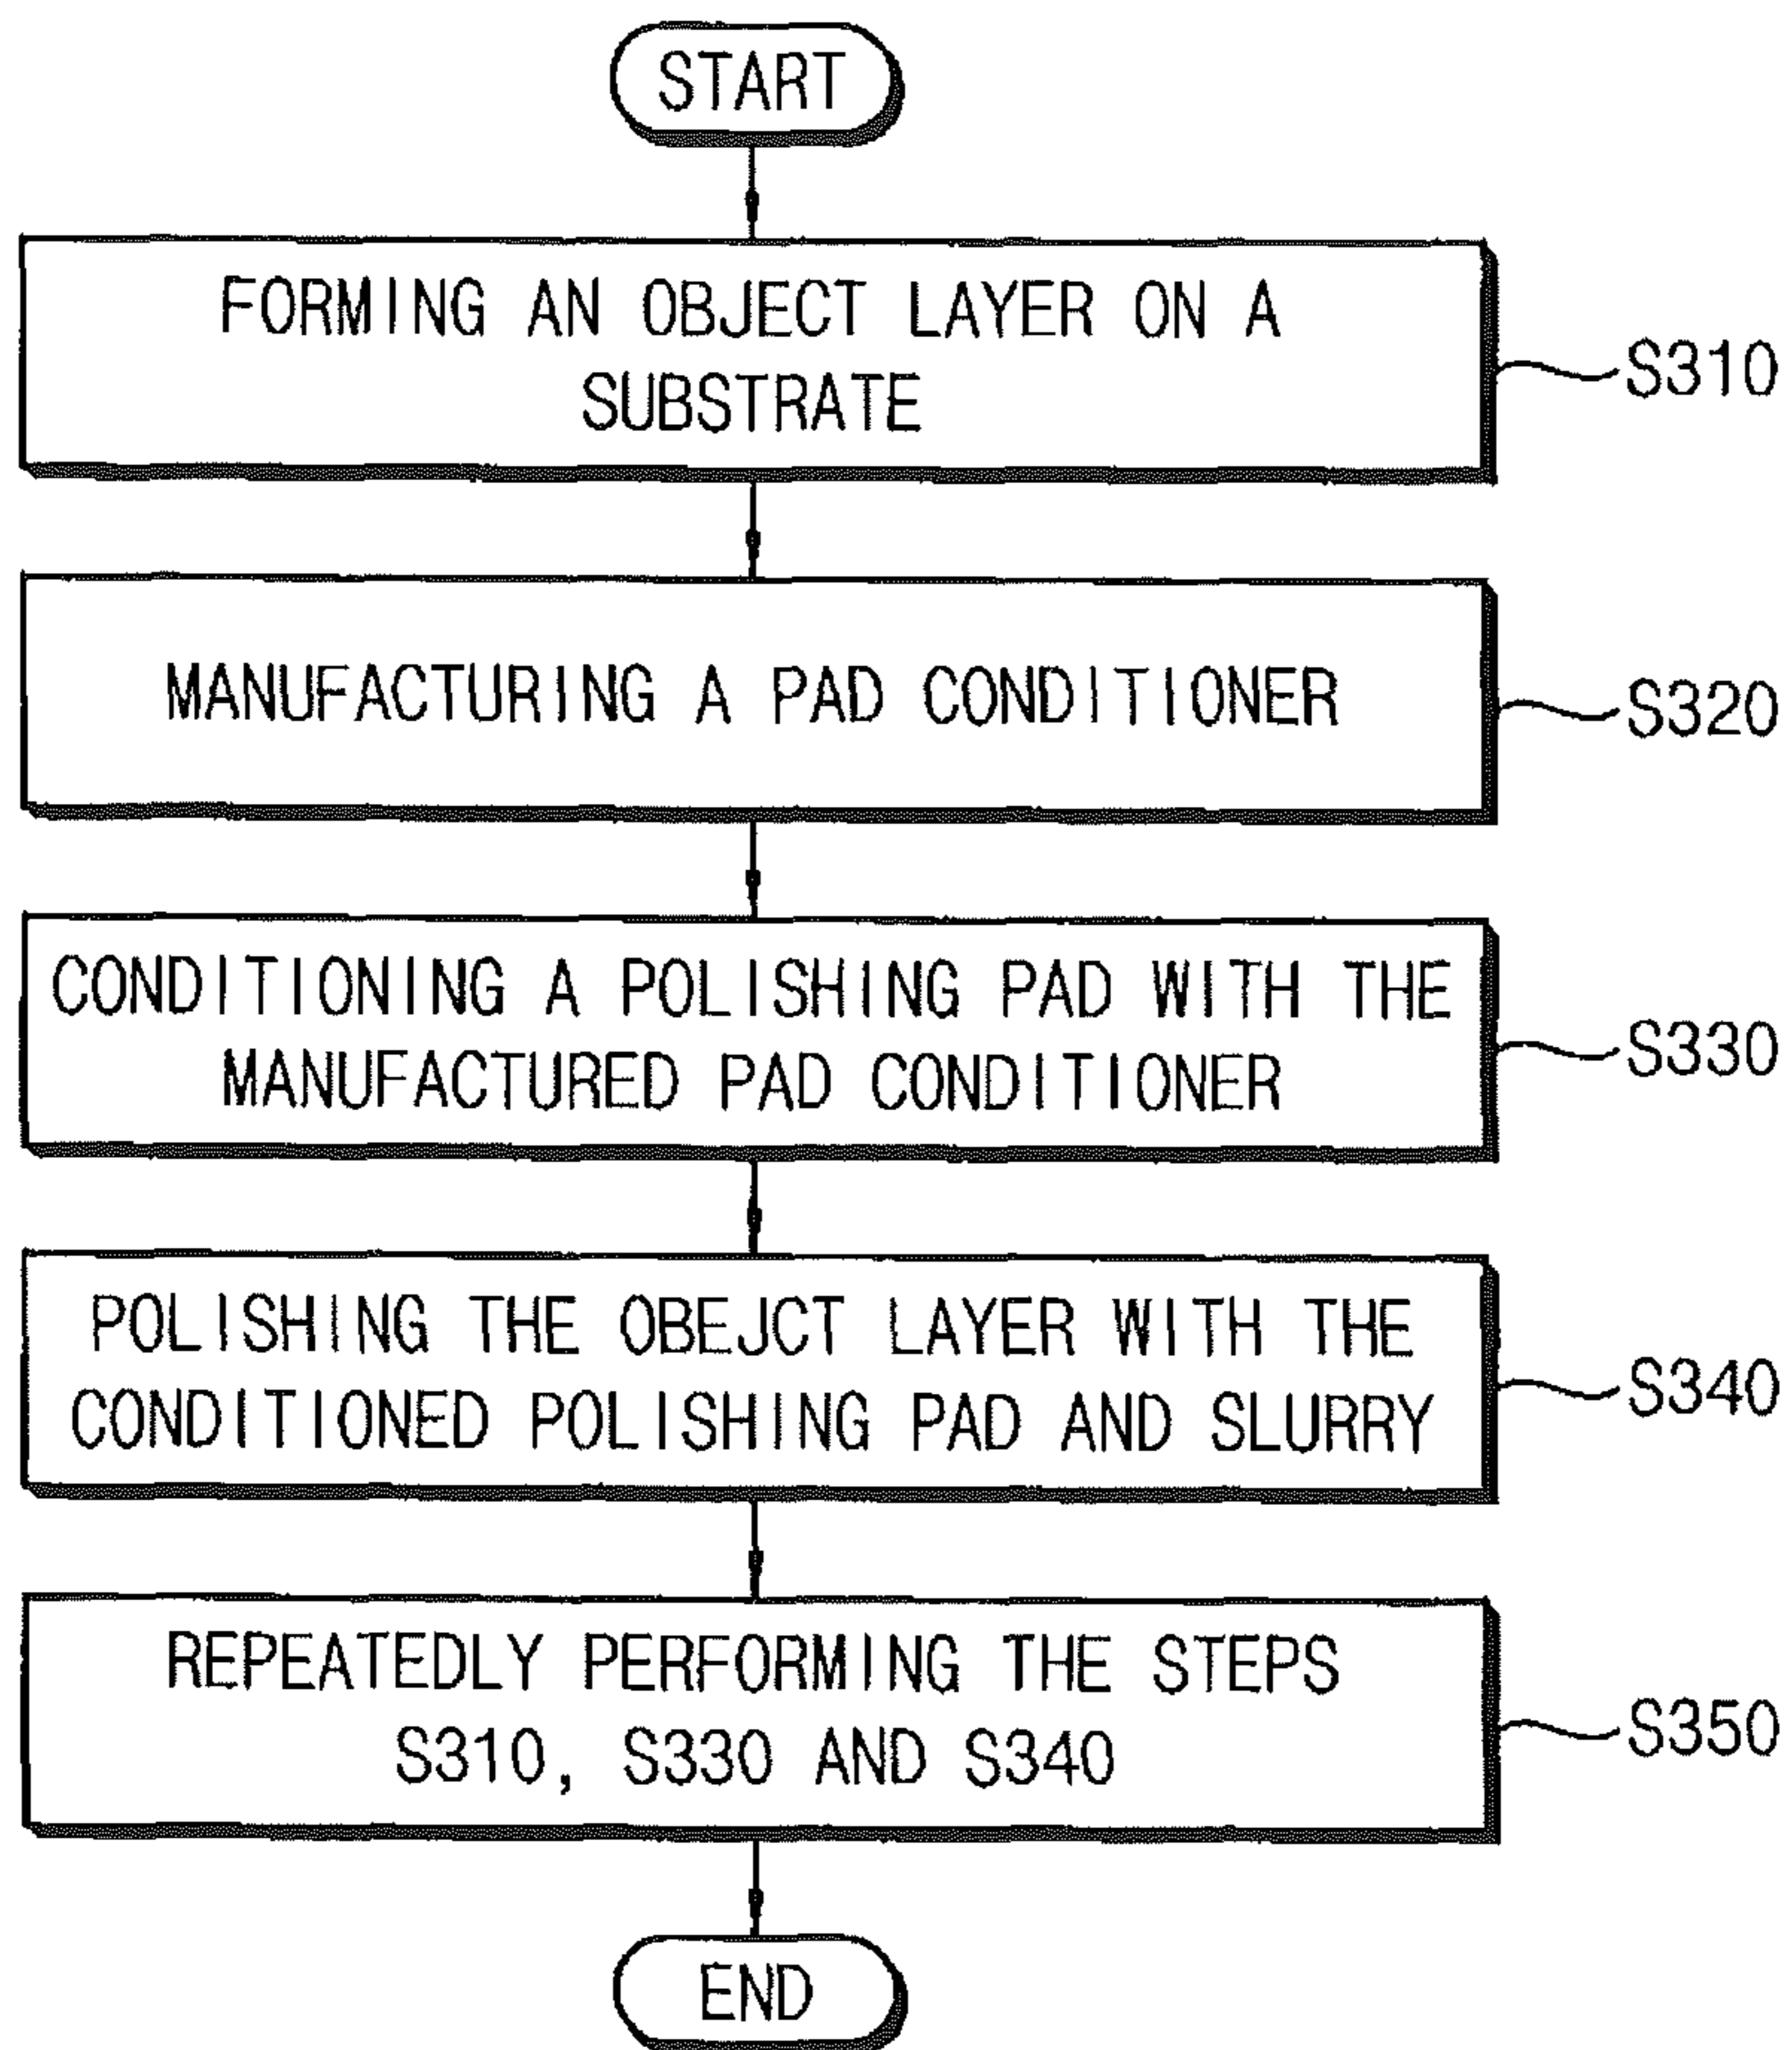 START
FORMING AN OBJECT LAYER ON A
SUBSTRATE
S310
MANUFACTURING A PAD CONDITIONER
S320
CONDITIONING A POLISHING PAD WITH THE
MANUFACTURED PAD CONDITIONER
S330
POLISHING THE OBEJCT LAYER WITH THE
CONDITIONED POLISHING PAD AND SLURRY
S340
REPEATEDLY PERFORMING THE STEPS
S310, S330 AND S340
S350
END